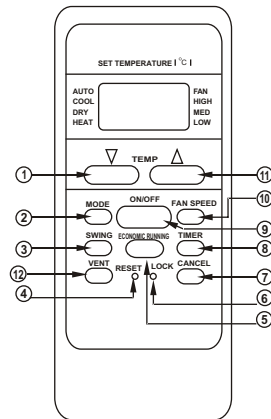 SET TEMPERATURE ( °C )
AUTO FAN
COOL HIGH
DRY MED
HEAT LOW
▽ TEMP △
1 11
10
ON/OFF
MODE FAN SPEED
2 9
SWING ECONOMIC RUNNING TIMER
3 8
VENT RESET LOCK CANCEL
12 7
4 6
5